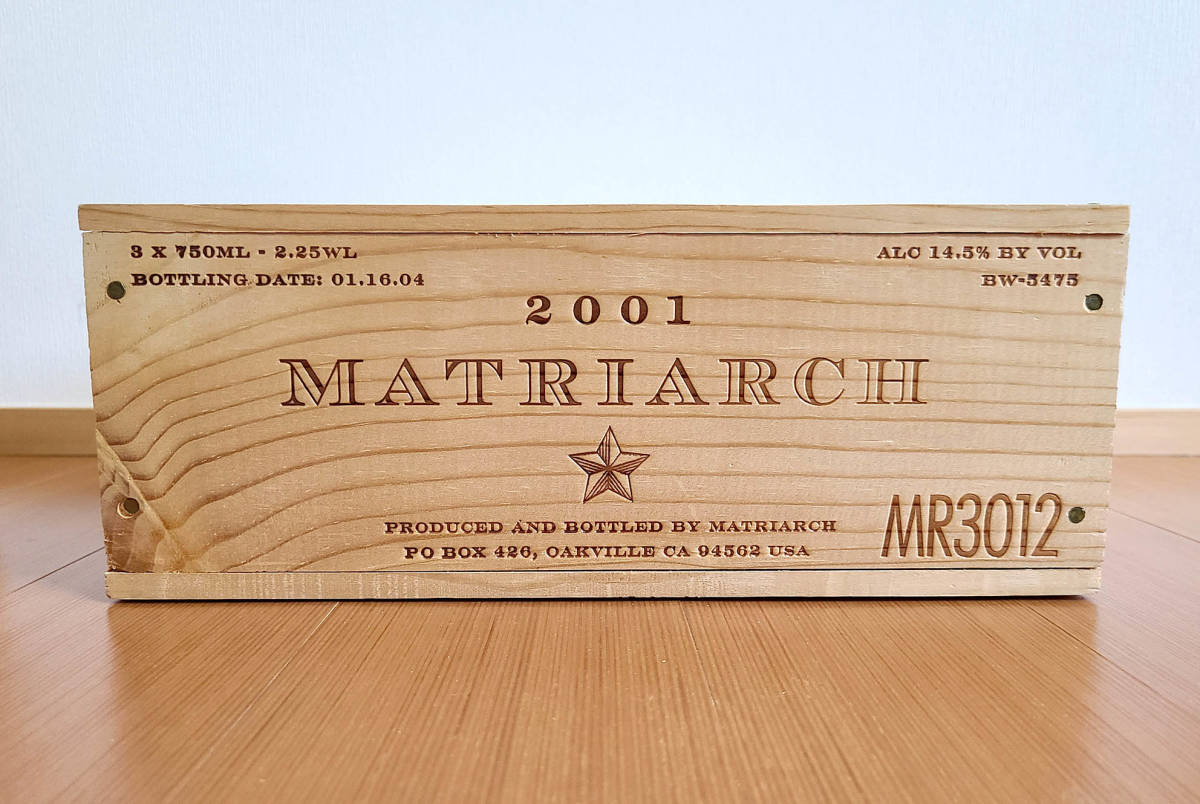 3 X 750ML - 2.25WL
ALC 14.5% BY VOL
BOTTLING DATE: 01.16.04
BW-5475
2001
MATRIARCH
PRODUCED AND BOTTLED BY MATRIARCH
PO BOX 426, OAKVILLE CA 94562 USA
MR3012